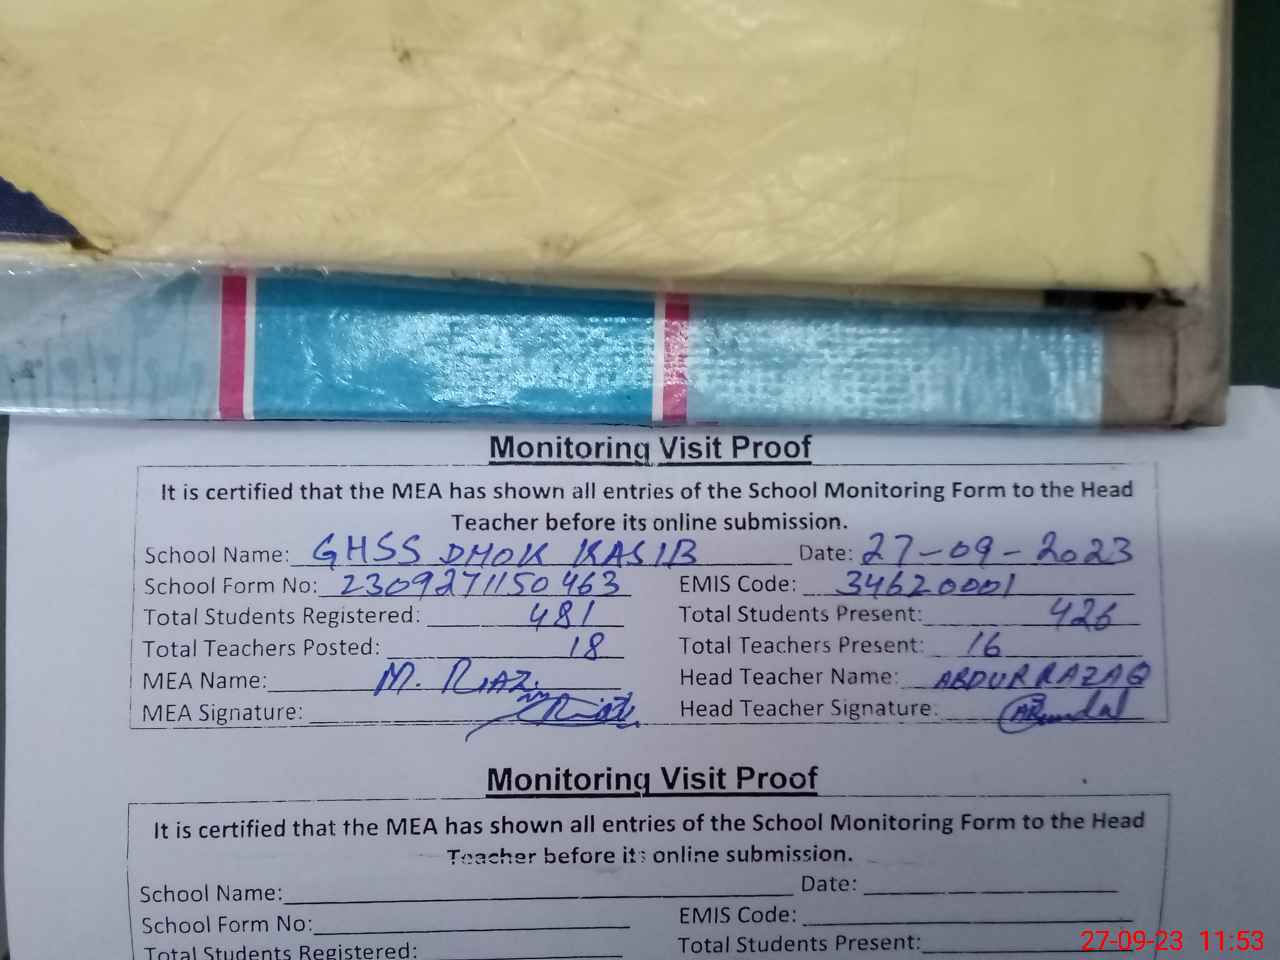 Monitoring Visit Proof
It is certified that the MEA has shown all entries of the School Monitoring Form to the Head
Teacher before its online submission.
School Name: GHSS DHOK KASIB Date: 27-09-2023
School Form No: 2309271150463 EMIS Code: 34620001
Total Students Registered: 481 Total Students Present: 426
Total Teachers Posted: 18 Total Teachers Present: 16
MEA Name: M. RIAZ. Head Teacher Name: ABDUR RAZAQ
MEA Signature: Head Teacher Signature:
Monitoring Visit Proof
It is certified that the MEA has shown all entries of the School Monitoring Form to the Head
Teacher before its online submission.
School Name: Date:
School Form No: EMIS Code:
Total Students Registered: Total Students Present:
27-09-23 11:53